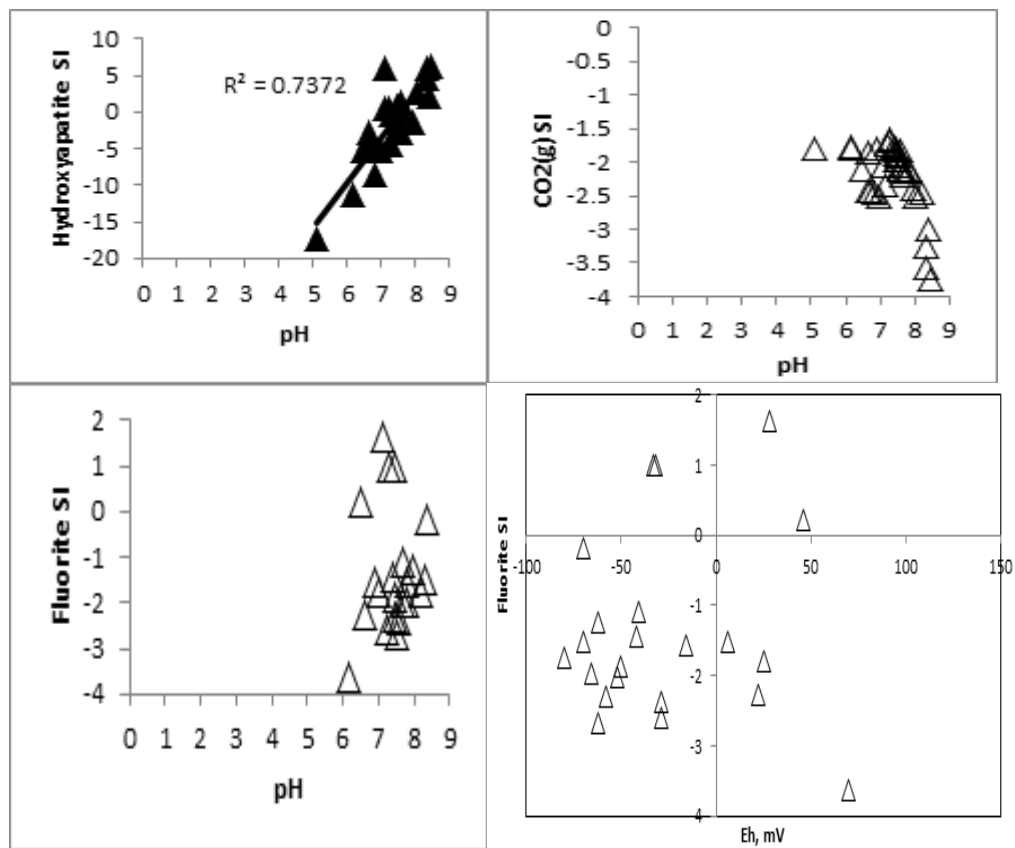 Hydroxyapatite SI
10
5
0
-5
-10
-15
-20
R² = 0.7372
0 1 2 3 4 5 6 7 8 9
pH
CO2(g) SI
0
-0.5
-1
-1.5
-2
-2.5
-3
-3.5
-4
0 1 2 3 4 5 6 7 8 9
pH
Fluorite SI
2
1
0
-1
-2
-3
-4
0 1 2 3 4 5 6 7 8 9
pH
Fluorite SI
2
1
0
-100 -50 0 50 100 150
-1
-2
-3
4
Eh, mV